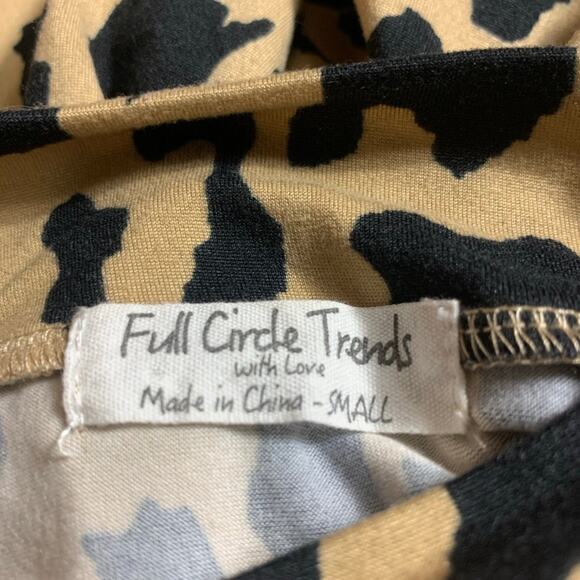 Full Circle Trends
with Love
Made in China - SMALL